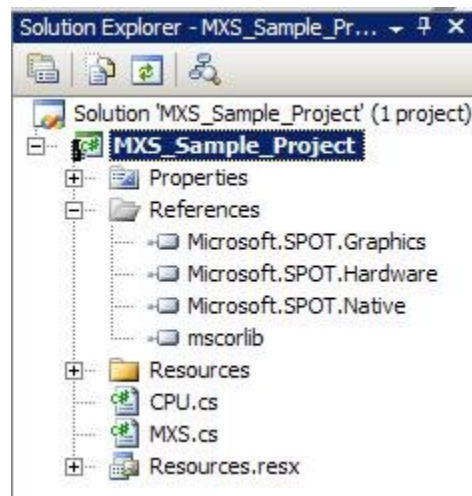 Solution Explorer - MXS_Sample_Pr...
Solution 'MXS_Sample_Project' (1 project)
MXS_Sample_Project
Properties
References
Microsoft.SPOT.Graphics
Microsoft.SPOT.Hardware
Microsoft.SPOT.Native
mscorlib
Resources
CPU.cs
MXS.cs
Resources.resx